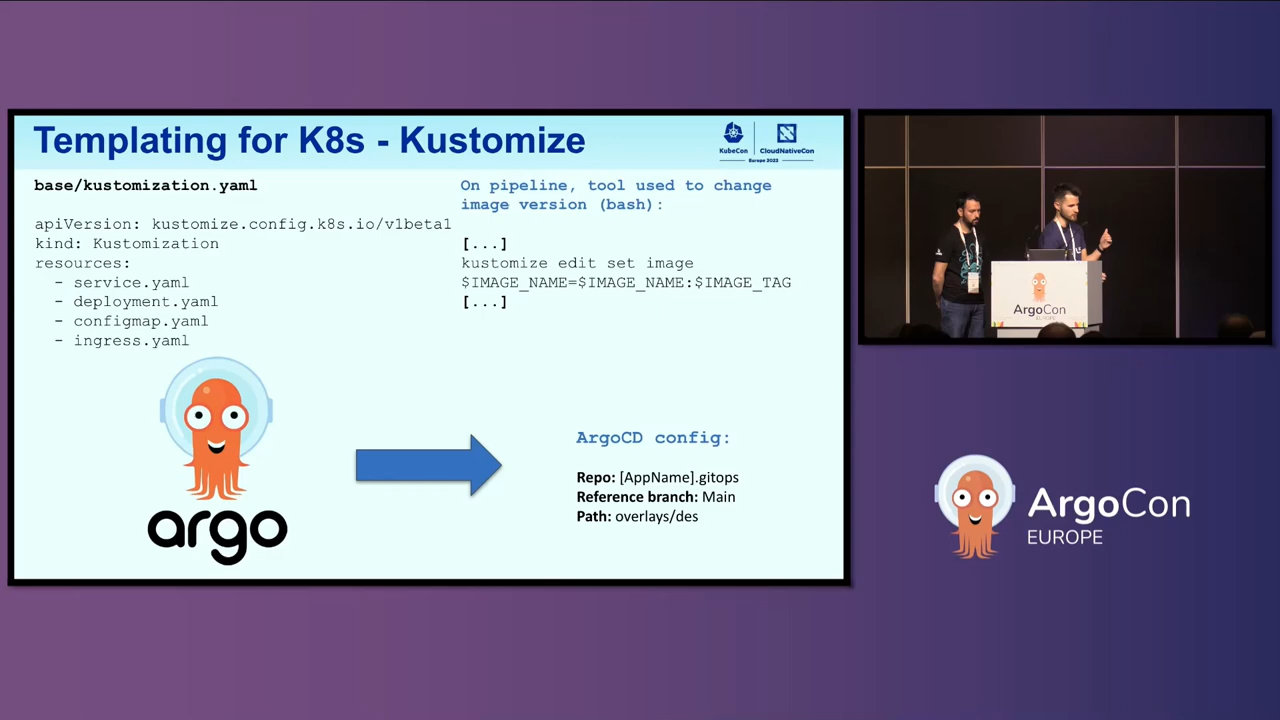 Templating for K8s - Kustomize
KubeCon
CloudNativeCon
Europe 2023
base/kustomization.yaml
apiVersion: kustomize.config.k8s.io/v1beta1
kind: Kustomization
resources:
- service.yaml
- deployment.yaml
- configmap.yaml
- ingress.yaml
On pipeline, tool used to change
image version (bash):
[...]
kustomize edit set image
$IMAGE_NAME=$IMAGE_NAME:$IMAGE_TAG
[...]
argo
ArgoCD config:
Repo: [AppName].gitops
Reference branch: Main
Path: overlays/des
ArgoCon
EUROPE
ArgoCon
EUROPE